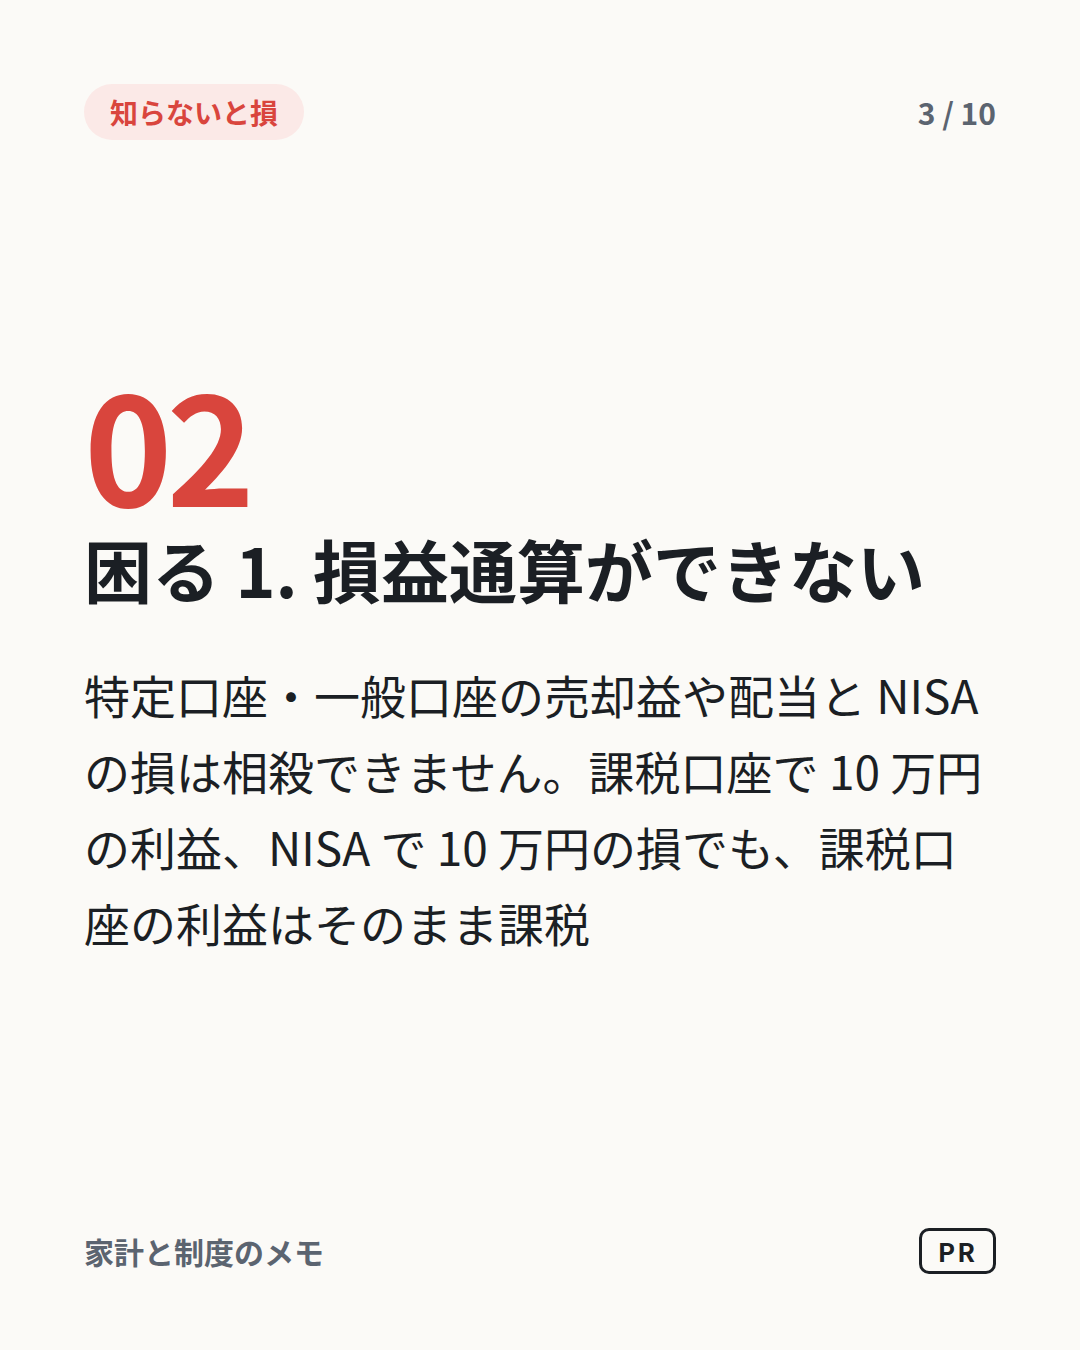 知らないと損
3 / 10
02
困る 1. 損益通算ができない
特定口座・一般口座の売却益や配当と NISA
の損は相殺できません。課税口座で 10 万円
の利益、NISA で 10 万円の損でも、課税口
座の利益はそのまま課税
家計と制度のメモ
PR